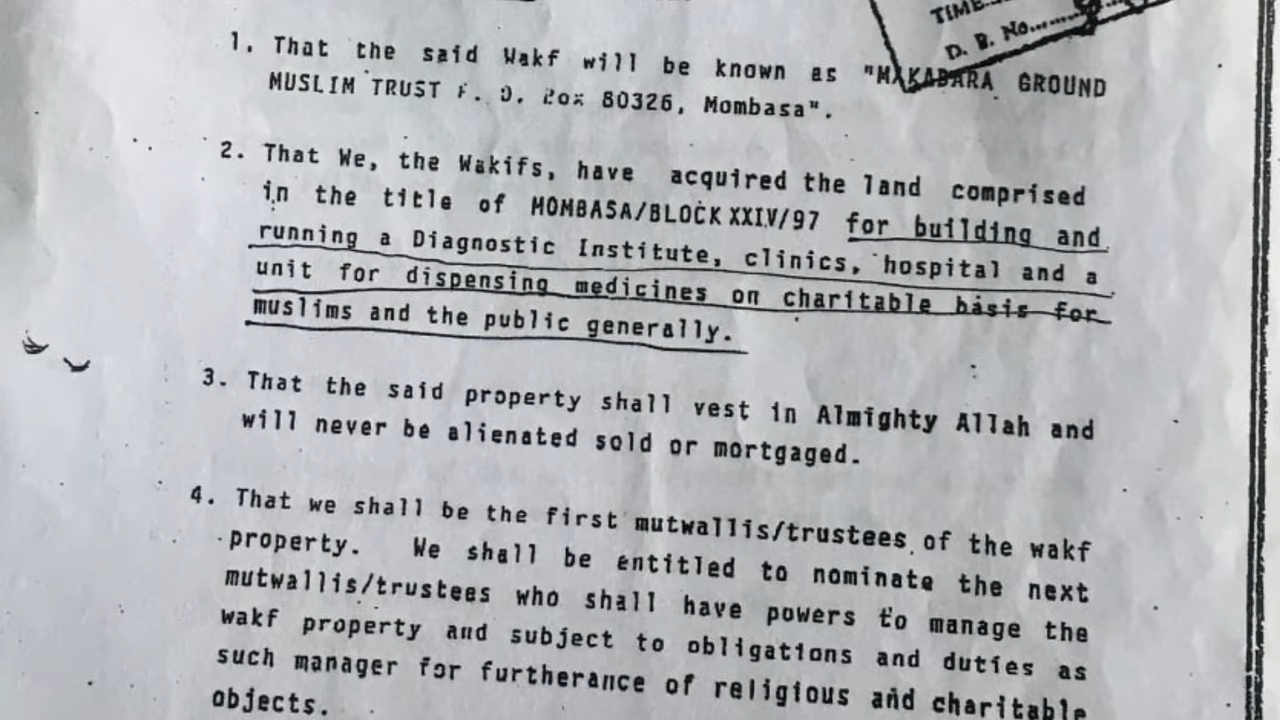 TIME......
D. B. No..........
1. That the said Wakf will be known as "MAKABARA GROUND
MUSLIM TRUST P. O. Box 80326, Mombasa".
2. That We, the Wakifs, have acquired the land comprised
in the title of MOMBASA/BLOCK XXIV/97 for building and
running a Diagnostic Institute, clinics, hospital and a
unit for dispensing medicines on charitable basis for
muslims and the public generally.
3. That the said property shall vest in Almighty Allah and
will never be alienated sold or mortgaged.
4. That we shall be the first mutwallis/trustees of the wakf
property. We shall be entitled to nominate the next
mutwallis/trustees who shall have powers to manage the
wakf property and subject to obligations and duties as
such manager for furtherance of religious and charitable
objects.